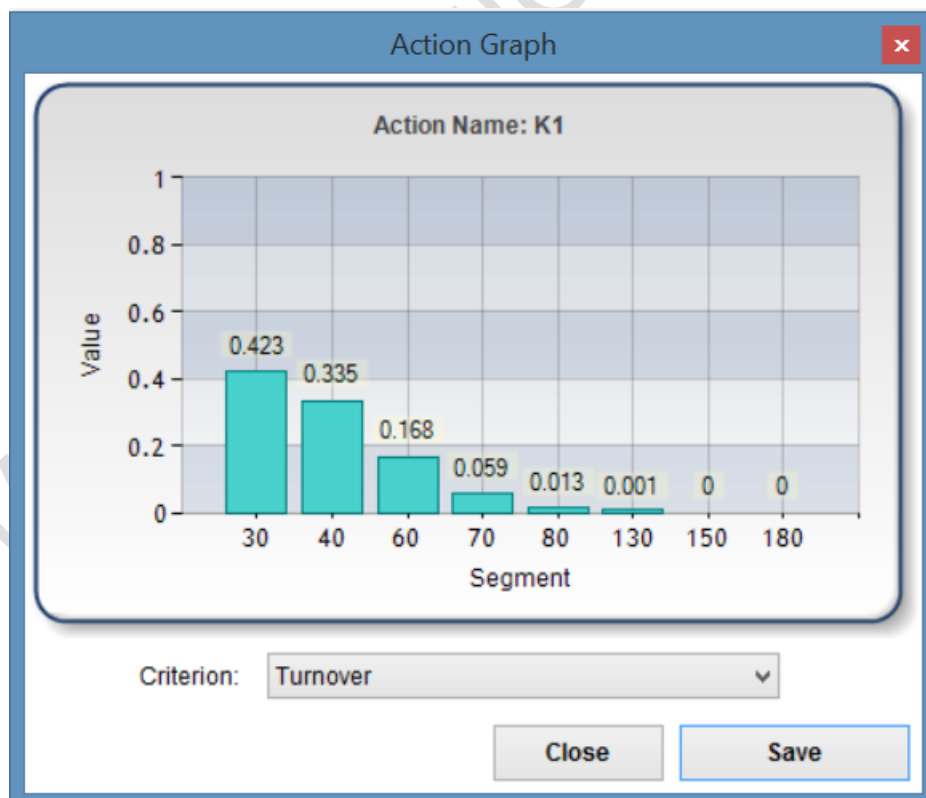 Action Graph
x
Action Name: K1
1
0.8
0.6
0.4
0.2
0
Value
0.423
0.335
0.168
0.059
0.013
0.001
0
0
30 40 60 70 80 130 150 180
Segment
Criterion: Turnover
Close Save